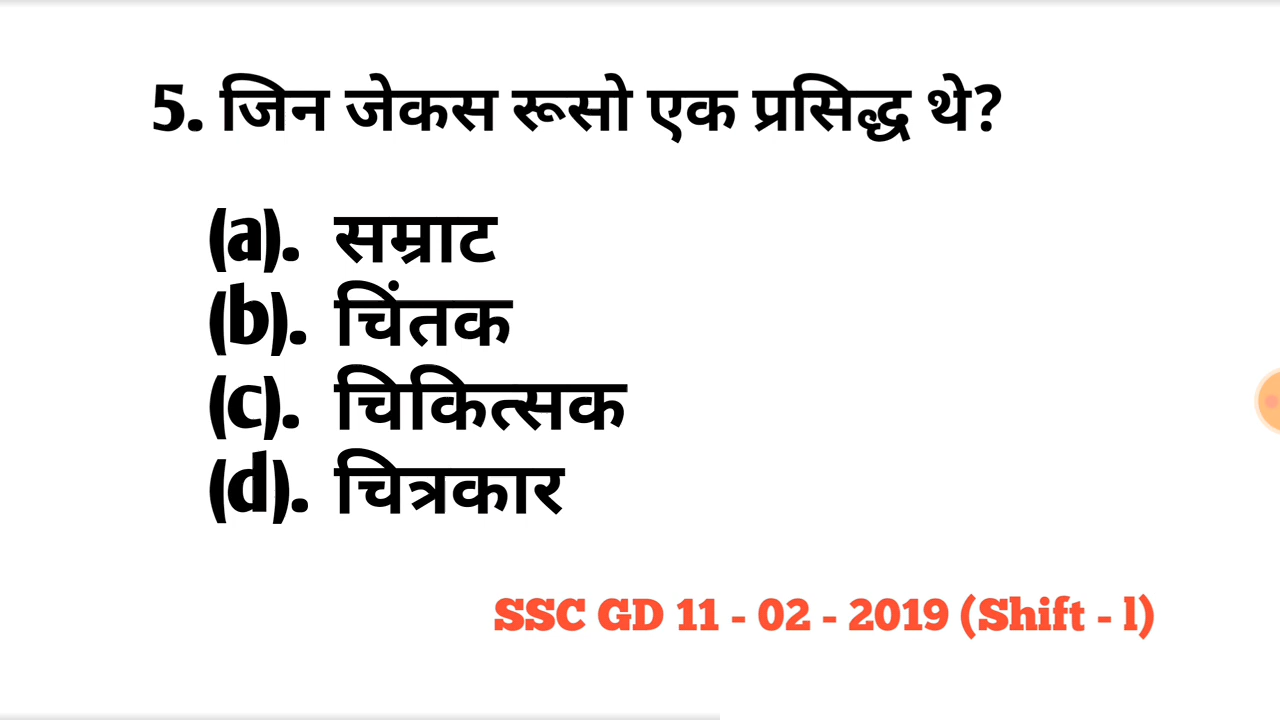 5. जिन जेकस रूसो एक प्रसिद्ध थे?
(a). सम्राट
(b). चिंतक
(c). चिकित्सक
(d). चित्रकार
SSC GD 11 - 02 - 2019 (Shift - l)